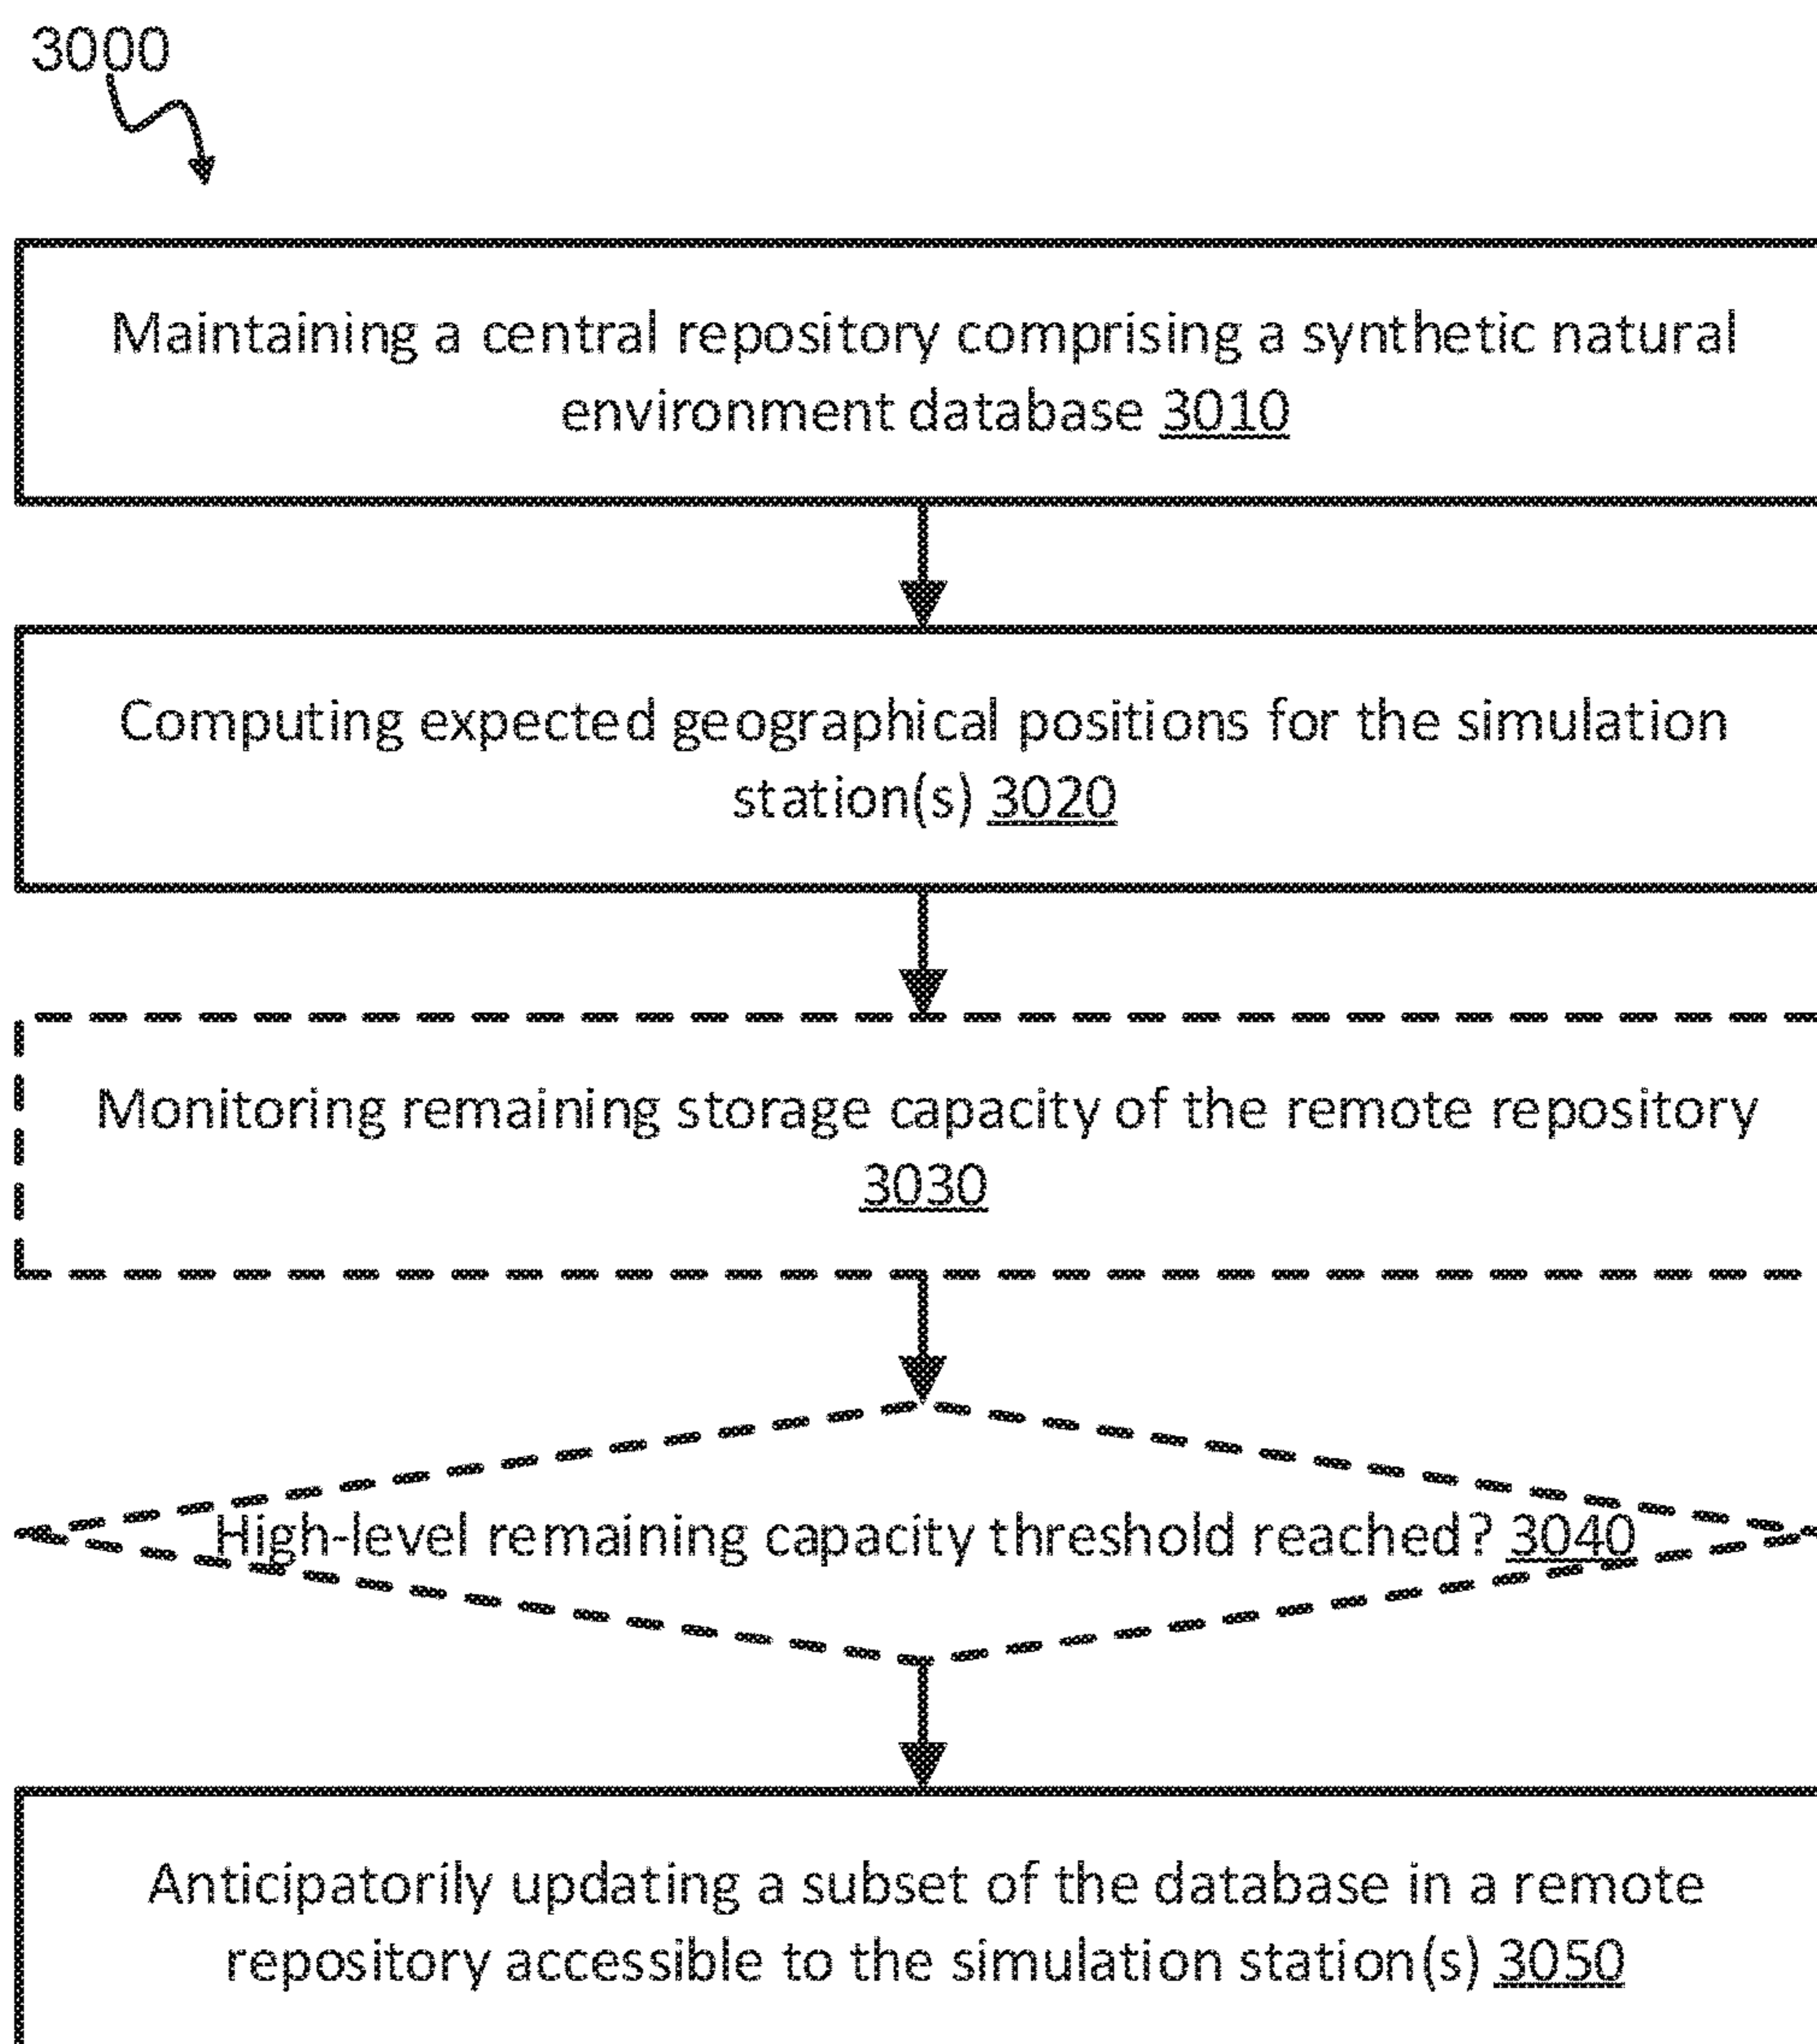 3000
Maintaining a central repository comprising a synthetic natural
environment database 3010
Computing expected geographical positions for the simulation
station(s) 3020
Monitoring remaining storage capacity of the remote repository
3030
High-level remaining capacity threshold reached? 3040
Anticipatorily updating a subset of the database in a remote
repository accessible to the simulation station(s) 3050